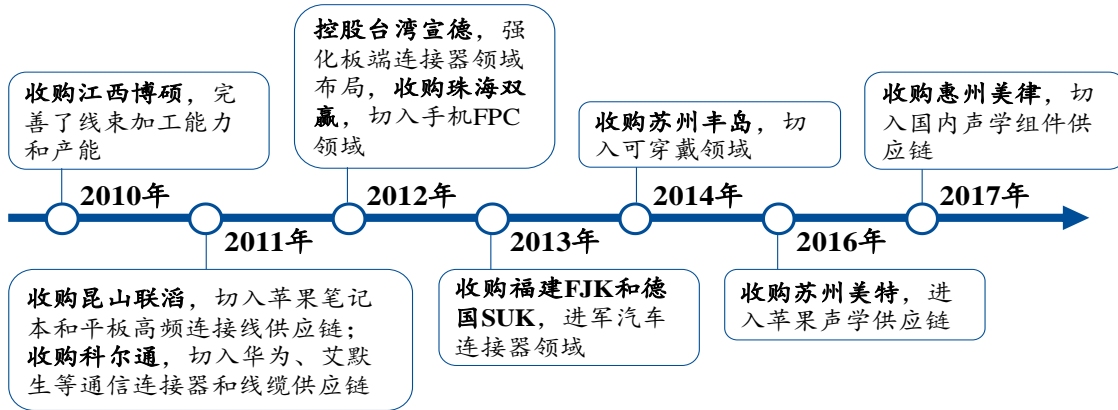 收购江西博硕，完
善了线束加工能力
和产能
2010年
收购昆山联滔，切入苹果笔记
本和平板高频连接线供应链；
收购科尔通，切入华为、艾默
生等通信连接器和线缆供应链
2011年
控股台湾宣德，强
化板端连接器领域
布局，收购珠海双
赢，切入手机FPC
领域
2012年
收购福建FJK和德
国SUK，进军汽车
连接器领域
2013年
收购苏州丰岛，切
入可穿戴领域
2014年
收购苏州美特，进
入苹果声学供应链
2016年
收购惠州美律，切
入国内声学组件供
应链
2017年